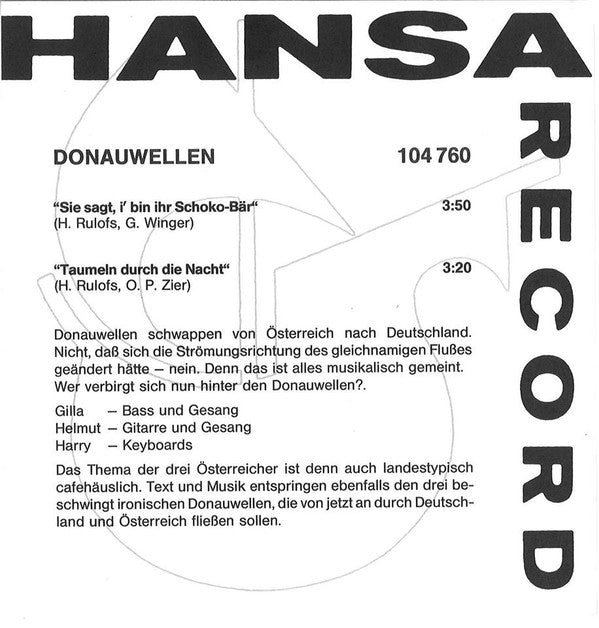 HANSA
RECORD
DONAUWELLEN 104 760
"Sie sagt, i' bin ihr Schoko-Bär" 3:50
(H. Rulofs, G. Winger)
"Taumeln durch die Nacht" 3:20
(H. Rulofs, O. P. Zier)
Donauwellen schwappen von Österreich nach Deutschland.
Nicht, daß sich die Strömungsrichtung des gleichnamigen Flußes
geändert hätte – nein. Denn das ist alles musikalisch gemeint.
Wer verbirgt sich nun hinter den Donauwellen?.
Gilla – Bass und Gesang
Helmut – Gitarre und Gesang
Harry – Keyboards
Das Thema der drei Österreicher ist denn auch landestypisch
cafehäuslich. Text und Musik entspringen ebenfalls den drei be-
schwingt ironischen Donauwellen, die von jetzt an durch Deutsch-
land und Österreich fließen sollen.